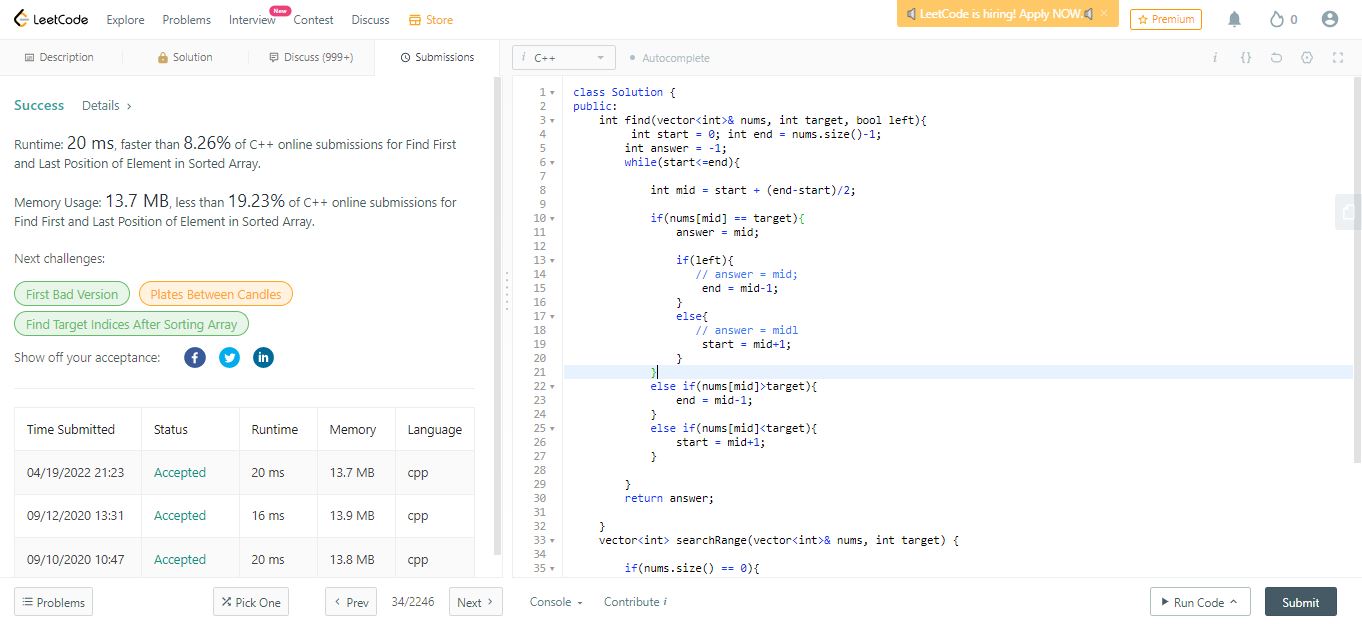 LeetCode Explore Problems Interview New Contest Discuss Store LeetCode is hiring! Apply NOW. × Premium 0
Description Solution Discuss (999+) Submissions
i C++ Autocomplete i {}
Success Details ›
Runtime: 20 ms, faster than 8.26% of C++ online submissions for Find First
and Last Position of Element in Sorted Array.
Memory Usage: 13.7 MB, less than 19.23% of C++ online submissions for
Find First and Last Position of Element in Sorted Array.
Next challenges:
First Bad Version Plates Between Candles
Find Target Indices After Sorting Array
Show off your acceptance: f in
Time Submitted Status Runtime Memory Language
04/19/2022 21:23 Accepted 20 ms 13.7 MB cpp
09/12/2020 13:31 Accepted 16 ms 13.9 MB cpp
09/10/2020 10:47 Accepted 20 ms 13.8 MB cpp
1 class Solution {
2 public:
3 int find(vector<int>& nums, int target, bool left){
4 int start = 0; int end = nums.size()-1;
5 int answer = -1;
6 while(start<=end){
7
8 int mid = start + (end-start)/2;
9
10 if(nums[mid] == target){
11 answer = mid;
12
13 if(left){
14 // answer = mid;
15 end = mid-1;
16 }
17 else{
18 // answer = midl
19 start = mid+1;
20 }
21 }
22 else if(nums[mid]>target){
23 end = mid-1;
24 }
25 else if(nums[mid]<target){
26 start = mid+1;
27 }
28
29 }
30 return answer;
31
32 }
33 vector<int> searchRange(vector<int>& nums, int target) {
34
35 if(nums.size() == 0){
Problems Pick One ‹ Prev 34/2246 Next › Console Contribute i Run Code Submit